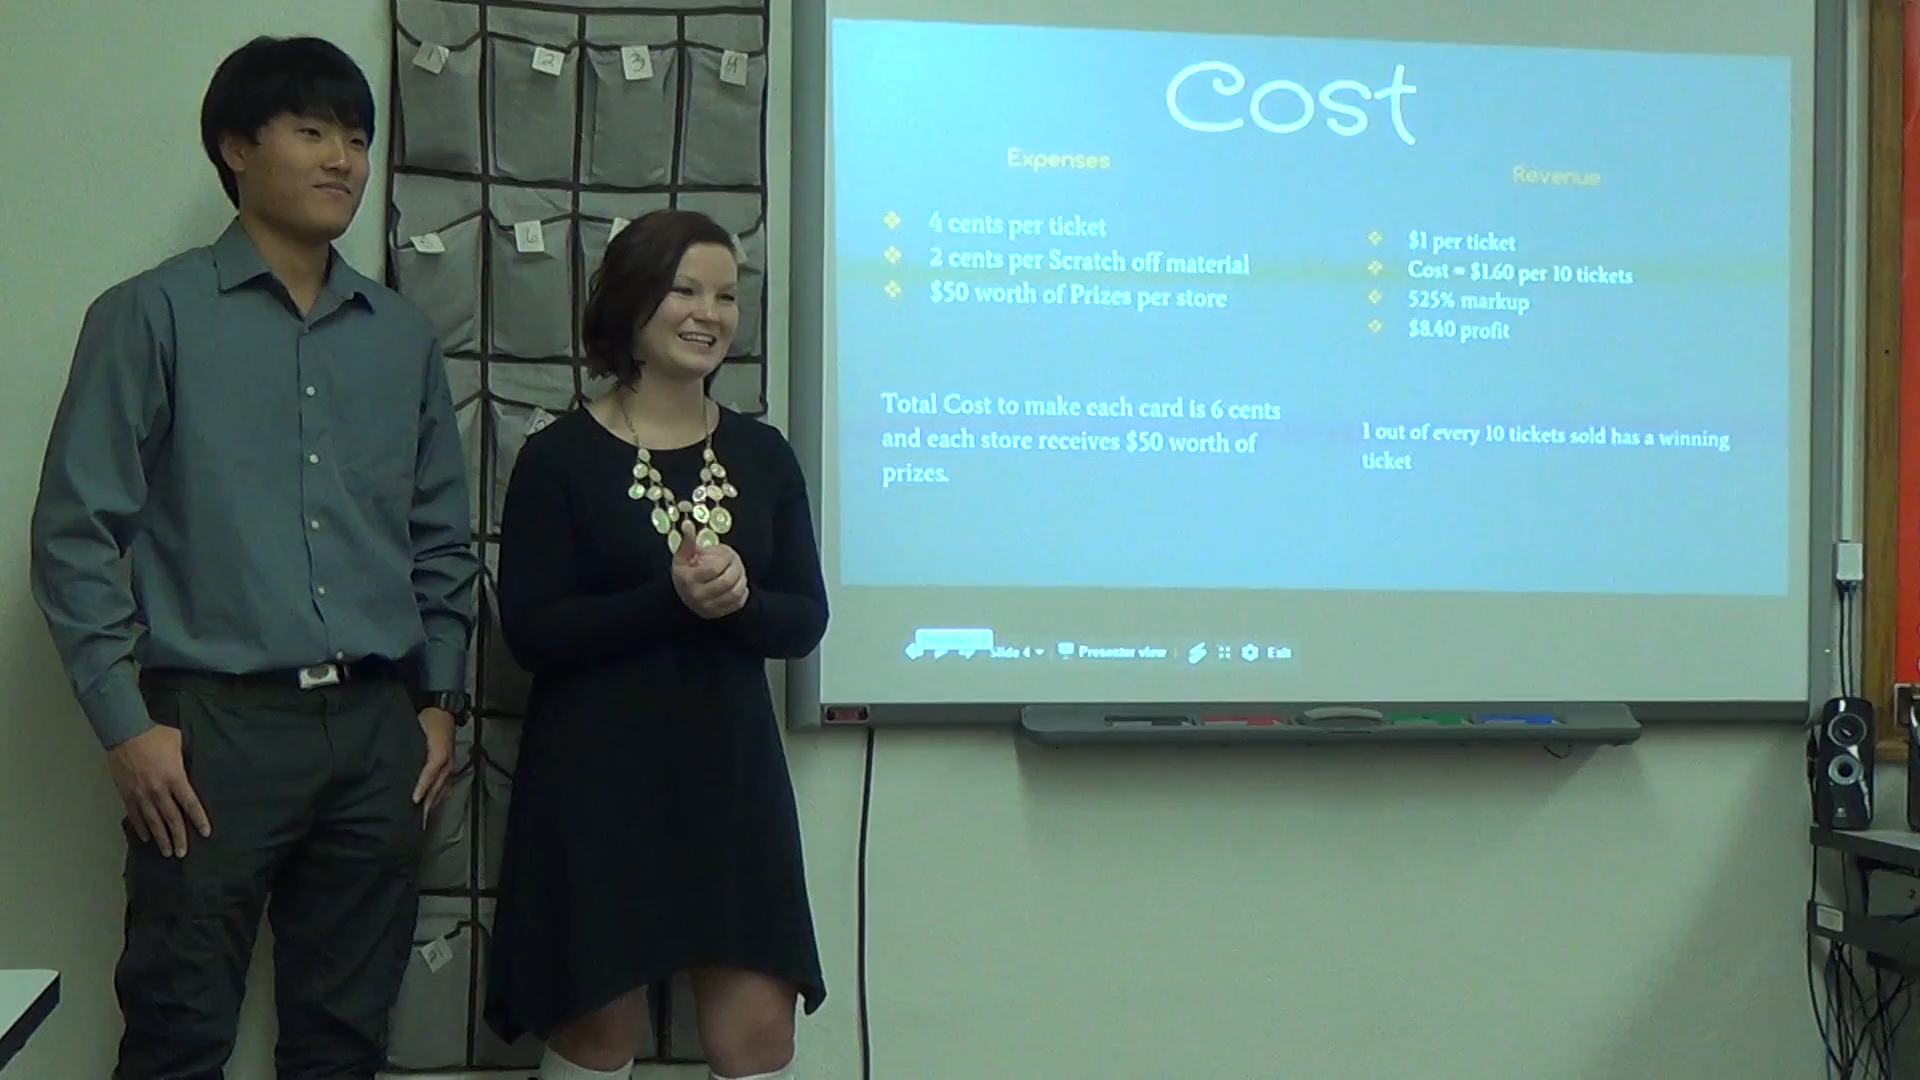 1
2
3
4
5
6
21
Cost
Expenses
4 cents per ticket
2 cents per Scratch off material
$50 worth of Prizes per store
Total Cost to make each card is 6 cents
and each store receives $50 worth of
prizes.
Revenue
$1 per ticket
Cost = $1.60 per 10 tickets
525% markup
$8.40 profit
1 out of every 10 tickets sold has a winning
ticket
Slide 4 Presenter view Exit